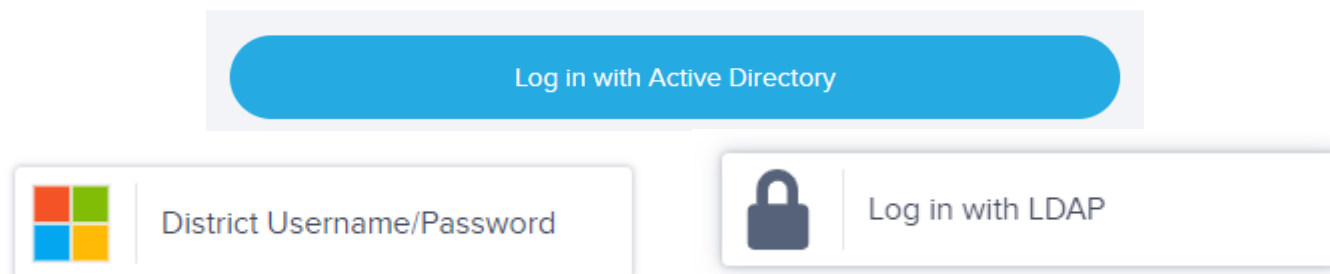 Log in with Active Directory
District Username/Password
Log in with LDAP